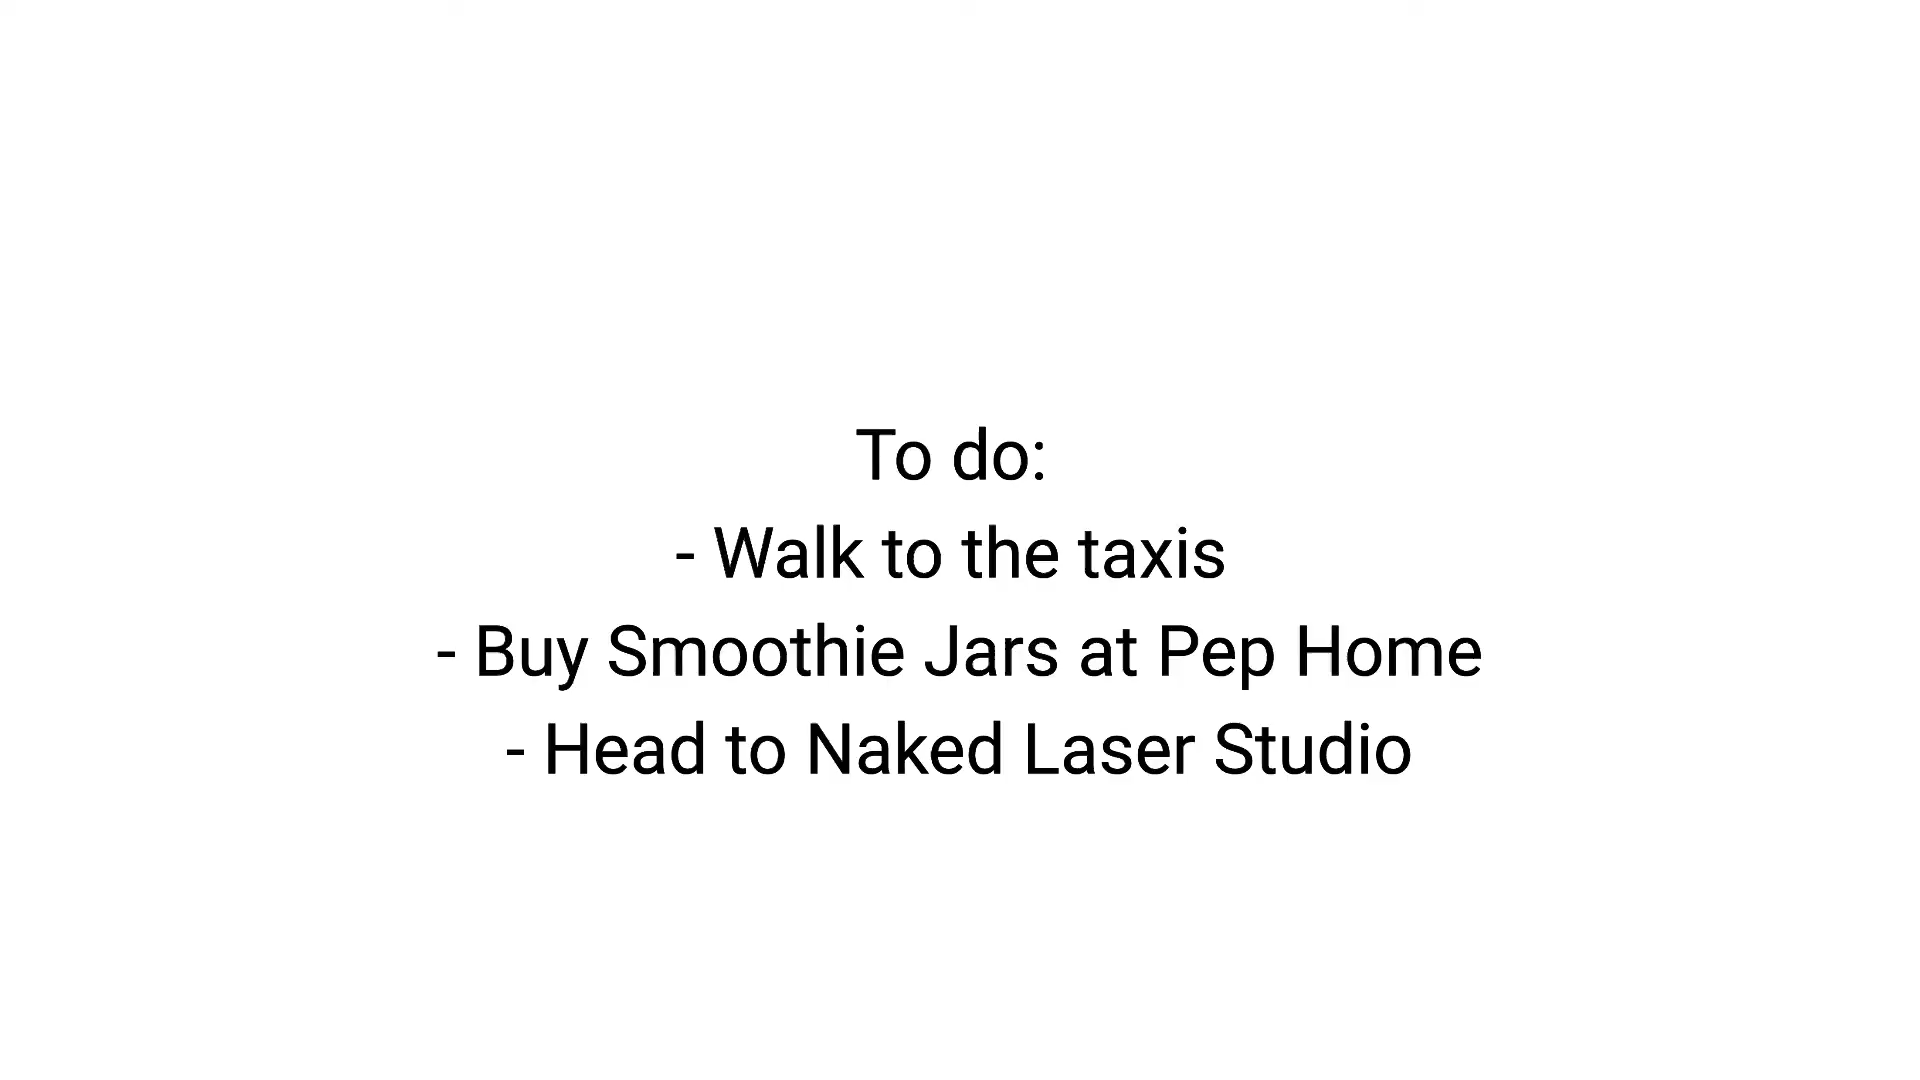 To do:
- Walk to the taxis
- Buy Smoothie Jars at Pep Home
- Head to Naked Laser Studio